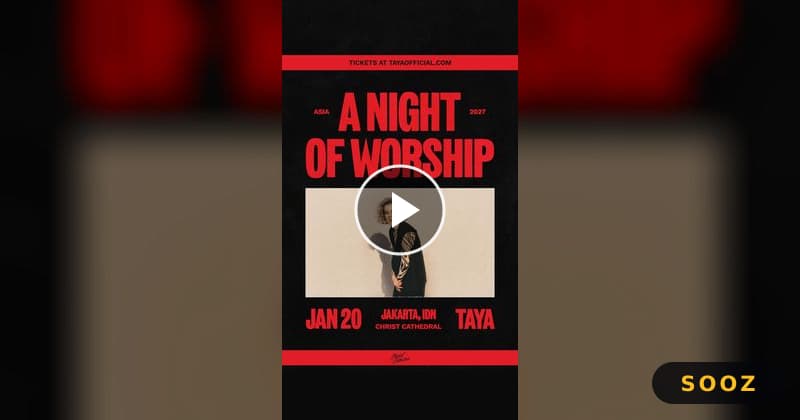 TICKETS AT TAYAOFFICIAL.COM
ASIA
A NIGHT
2027
OF WORSHIP
JAN 20
JAKARTA, IDN
CHRIST CATHEDRAL
TAYA
SOOZ